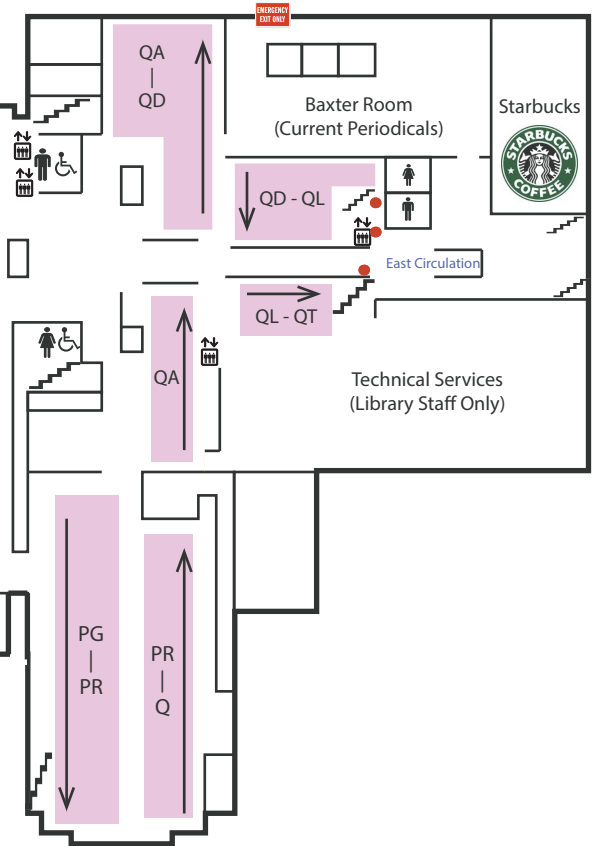 EMERGENCY
EXIT ONLY
QA
|
QD
Baxter Room
(Current Periodicals)
Starbucks
STARBUCKS
COFFEE
QD - QL
East Circulation
QL - QT
QA
Technical Services
(Library Staff Only)
PG
|
PR
PR
|
Q